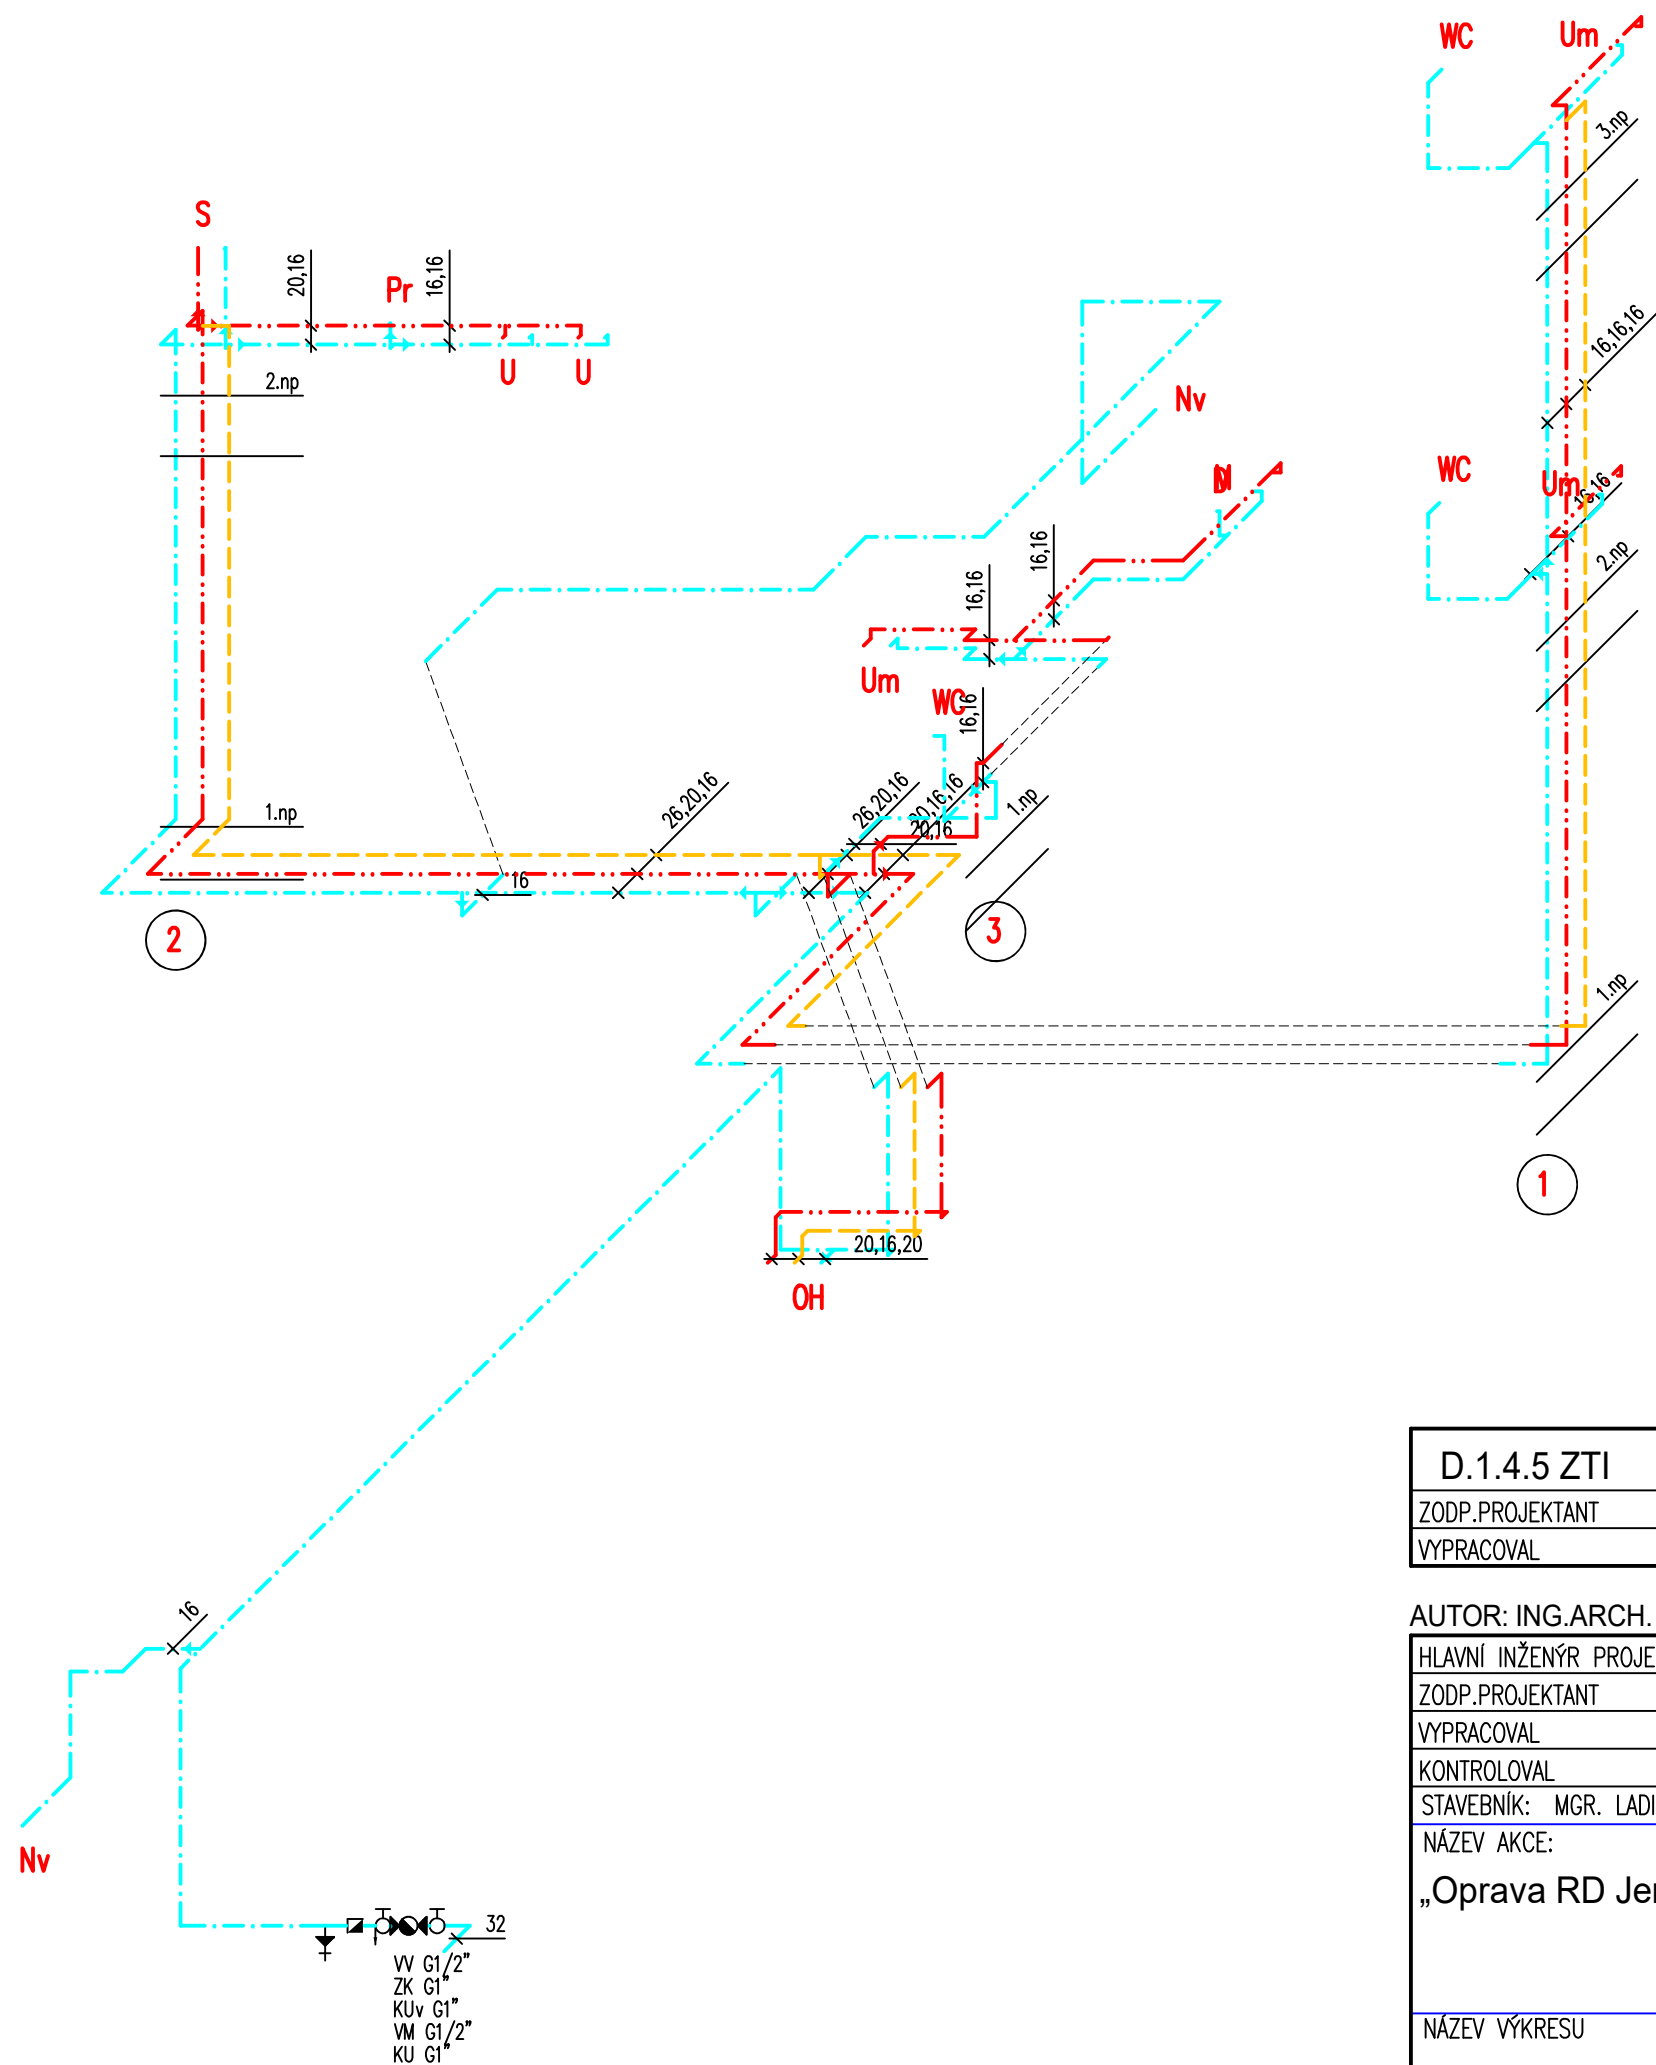 WC
Um
3.np
S
20,16
Pr
16,16
U
U
2.np
16,16,16
Nv
WC
Um
16,16
2.np
16,16
16,16
Um
WC
16,16
26,20,16
26,20,16
20,16,16
20,16
1.np
1.np
16
2
3
1.np
1
20,16,20
OH
D.1.4.5 ZTI
ZODP.PROJEKTANT
VYPRACOVAL
16
AUTOR: ING.ARCH.
HLAVNÍ INŽENÝR PROJE
ZODP.PROJEKTANT
VYPRACOVAL
KONTROLOVAL
STAVEBNÍK: MGR. LADI
NÁZEV AKCE:
„Oprava RD Jer
Nv
32
VV G1/2"
ZK G1"
KUv G1"
VM G1/2"
KU G1"
NÁZEV VÝKRESU